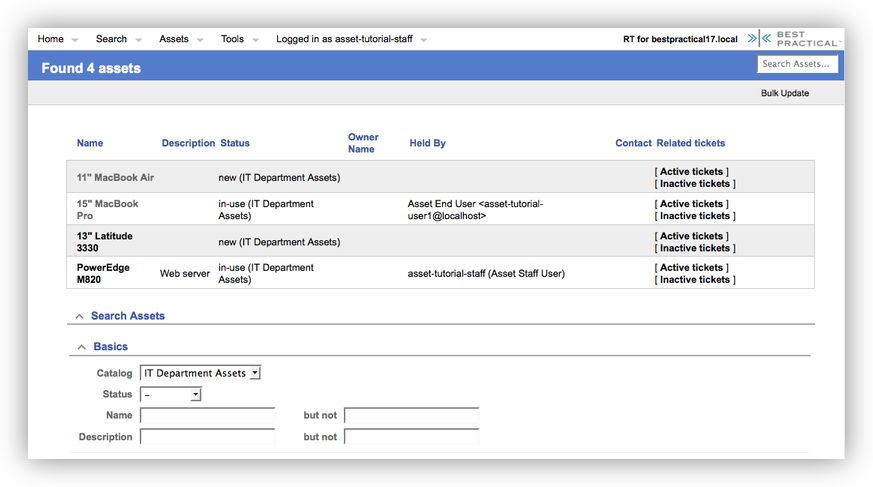 Home Search Assets Tools Logged in as asset-tutorial-staff RT for bestpractical17.local BEST PRACTICAL™
Found 4 assets Search Assets...
Bulk Update
Name Description Status Owner Name Held By Contact Related tickets
11" MacBook Air new (IT Department Assets) [ Active tickets ]
[ Inactive tickets ]
15" MacBook in-use (IT Department Asset End User <asset-tutorial- [ Active tickets ]
Pro Assets) user1@localhost> [ Inactive tickets ]
13" Latitude new (IT Department Assets) [ Active tickets ]
3330 [ Inactive tickets ]
PowerEdge Web server in-use (IT Department asset-tutorial-staff (Asset Staff User) [ Active tickets ]
M820 Assets) [ Inactive tickets ]
Search Assets
Basics
Catalog IT Department Assets
Status –
Name but not
Description but not